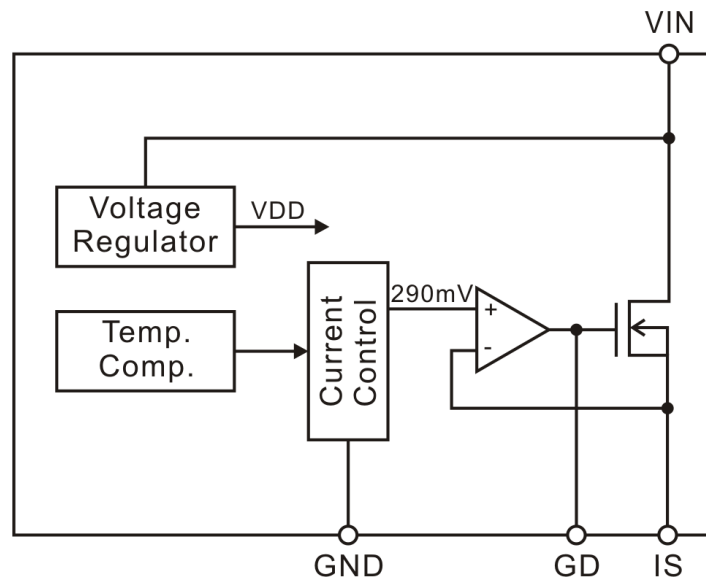 VIN
Voltage
Regulator
VDD
Temp.
Comp.
Current
Control
290mV
+
-
GND
GD
IS